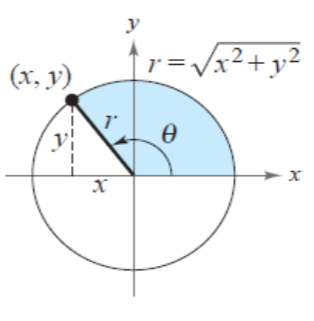 y
r = √x² + y²
(x, y)
r
θ
y
x
x